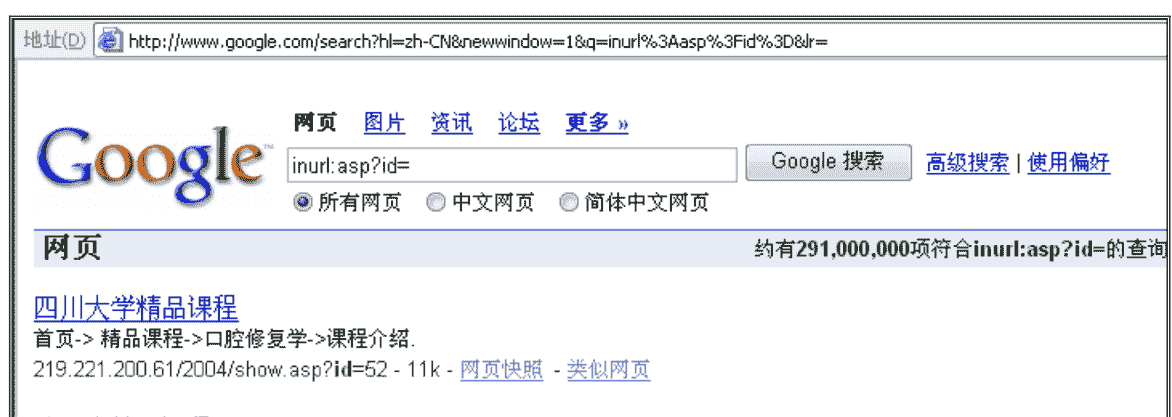 地址(D) http://www.google.com/search?hl=zh-CN&newwindow=1&q=inurl%3Aasp%3Fid%3D&lr=
Google™ 网页 图片 资讯 论坛 更多 »
inurl:asp?id= Google 搜索 高级搜索 | 使用偏好
所有网页 中文网页 简体中文网页
网页 约有291,000,000项符合inurl:asp?id=的查询
四川大学精品课程
首页-> 精品课程->口腔修复学->课程介绍.
219.221.200.61/2004/show.asp?id=52 - 11k - 网页快照 - 类似网页